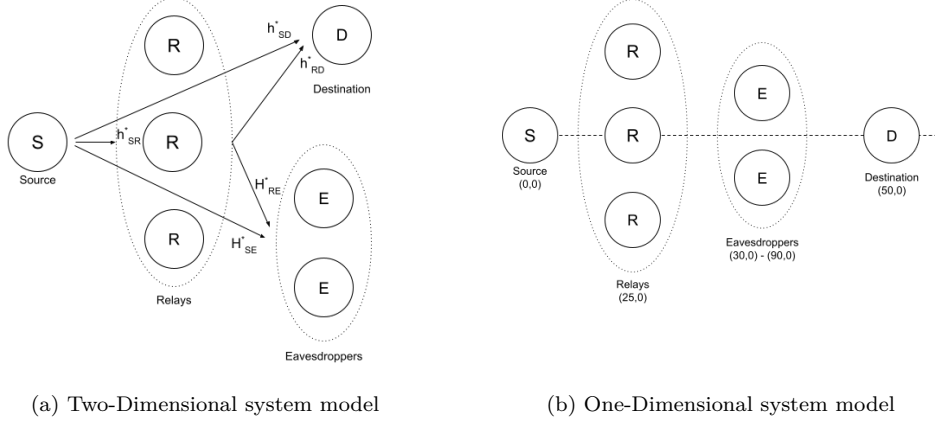 R
h*SD
D
h*RD
Destination
S
h*SR
R
Source
H*RE
E
H*SE
R
E
Relays
Eavesdroppers
(a) Two-Dimensional system model
R
E
S
R
D
Source
(0,0)
Destination
(50,0)
E
R
Eavesdroppers
(30,0) - (90,0)
Relays
(25,0)
(b) One-Dimensional system model